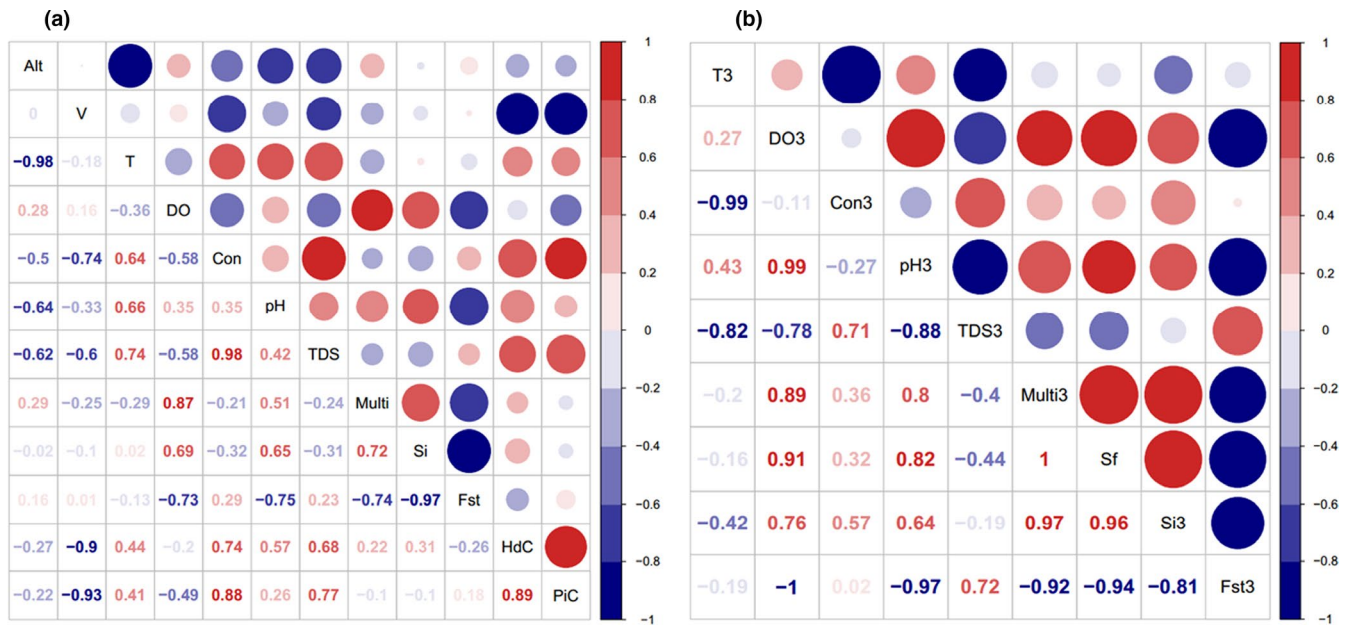 (a)
Alt
0 V
−0.98 −0.18 T
0.28 0.16 −0.36 DO
−0.5 −0.74 0.64 −0.58 Con
−0.64 −0.33 0.66 0.35 0.35 pH
−0.62 −0.6 0.74 −0.58 0.98 0.42 TDS
0.29 −0.25 −0.29 0.87 −0.21 0.51 −0.24 Multi
−0.02 −0.1 0.02 0.69 −0.32 0.65 −0.31 0.72 Si
0.16 0.01 −0.13 −0.73 0.29 −0.75 0.23 −0.74 −0.97 Fst
−0.27 −0.9 0.44 −0.2 0.74 0.57 0.68 0.22 0.31 −0.26 HdC
−0.22 −0.93 0.41 −0.49 0.88 0.26 0.77 −0.1 −0.1 0.18 0.89 PiC
1
0.8
0.6
0.4
0.2
0
−0.2
−0.4
−0.6
−0.8
−1
(b)
T3
0.27 DO3
−0.99 −0.11 Con3
0.43 0.99 −0.27 pH3
−0.82 −0.78 0.71 −0.88 TDS3
−0.2 0.89 0.36 0.8 −0.4 Multi3
−0.16 0.91 0.32 0.82 −0.44 1 Sf
−0.42 0.76 0.57 0.64 −0.19 0.97 0.96 Si3
−0.19 −1 0.02 −0.97 0.72 −0.92 −0.94 −0.81 Fst3
1
0.8
0.6
0.4
0.2
0
−0.2
−0.4
−0.6
−0.8
−1